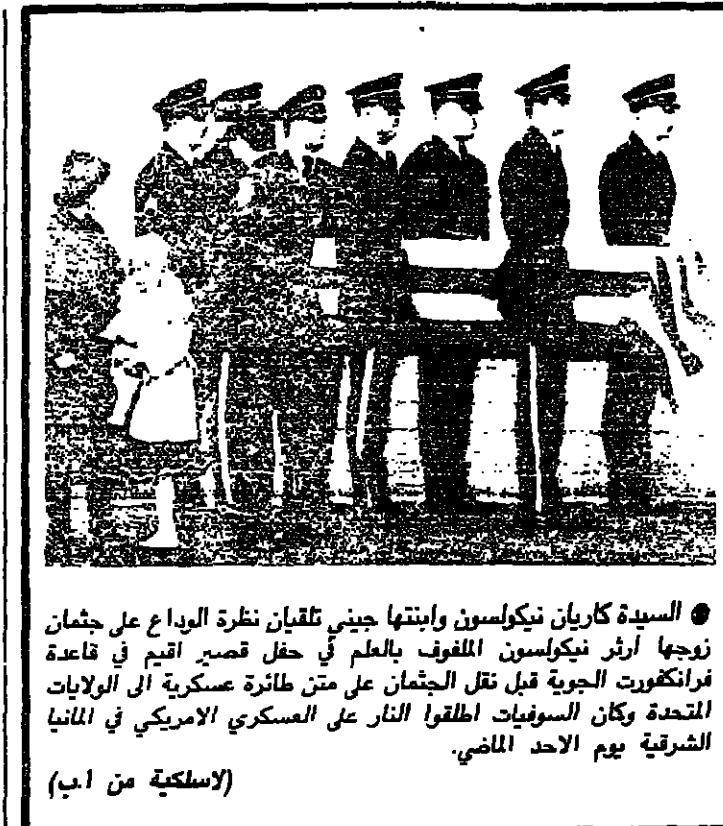 ● السيدة كاريان نيكولسون وابنتها جيني تلقيان نظرة الوداع على جثمان
زوجها ارثر نيكولسون الملفوف بالعلم في حفل قصير اقيم في قاعدة
فرانكفورت الجوية قبل نقل الجثمان على متن طائرة عسكرية الى الولايات
المتحدة وكان السوفيات اطلقوا النار على العسكري الامريكي في المانيا
الشرقية يوم الاحد الماضي.
(لاسلكية من ا.ب)